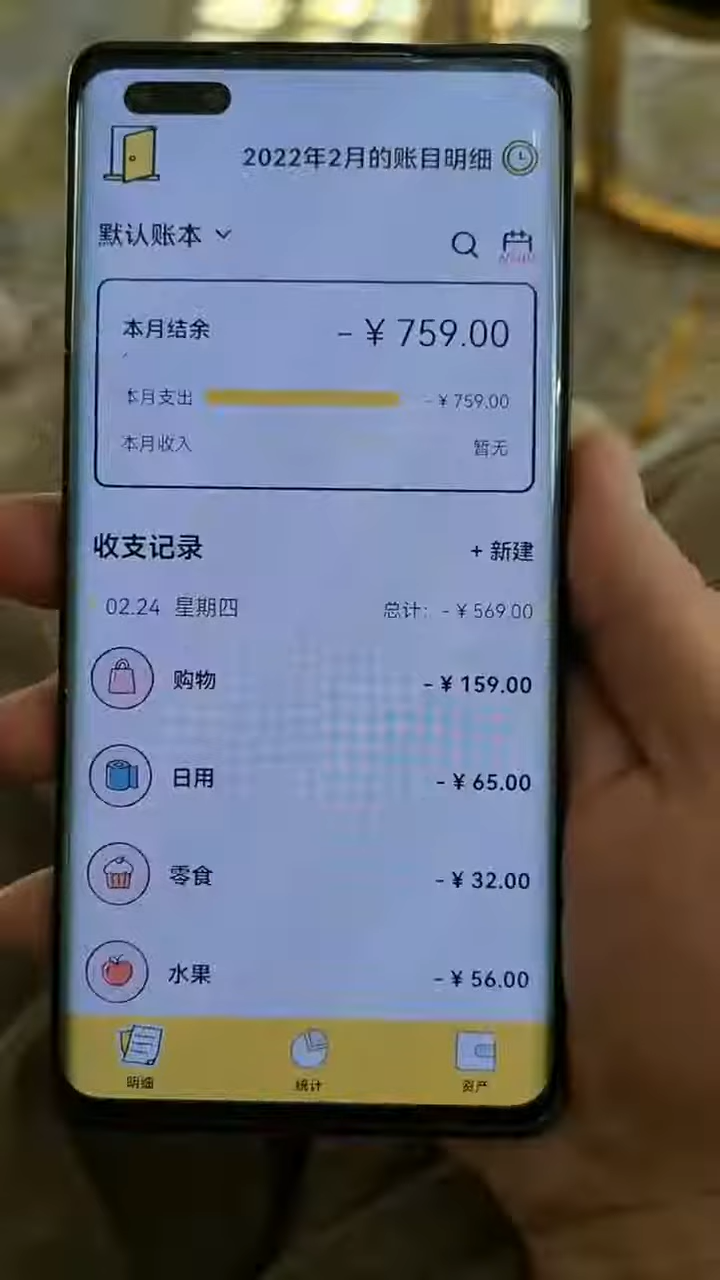 2022年2月的账目明细
默认账本
本月结余 -￥759.00
本月支出 -￥759.00
本月收入 暂无
收支记录 + 新建
02.24 星期四 总计： -￥569.00
购物 -￥159.00
日用 -￥65.00
零食 -￥32.00
水果 -￥56.00
明细 统计 资产